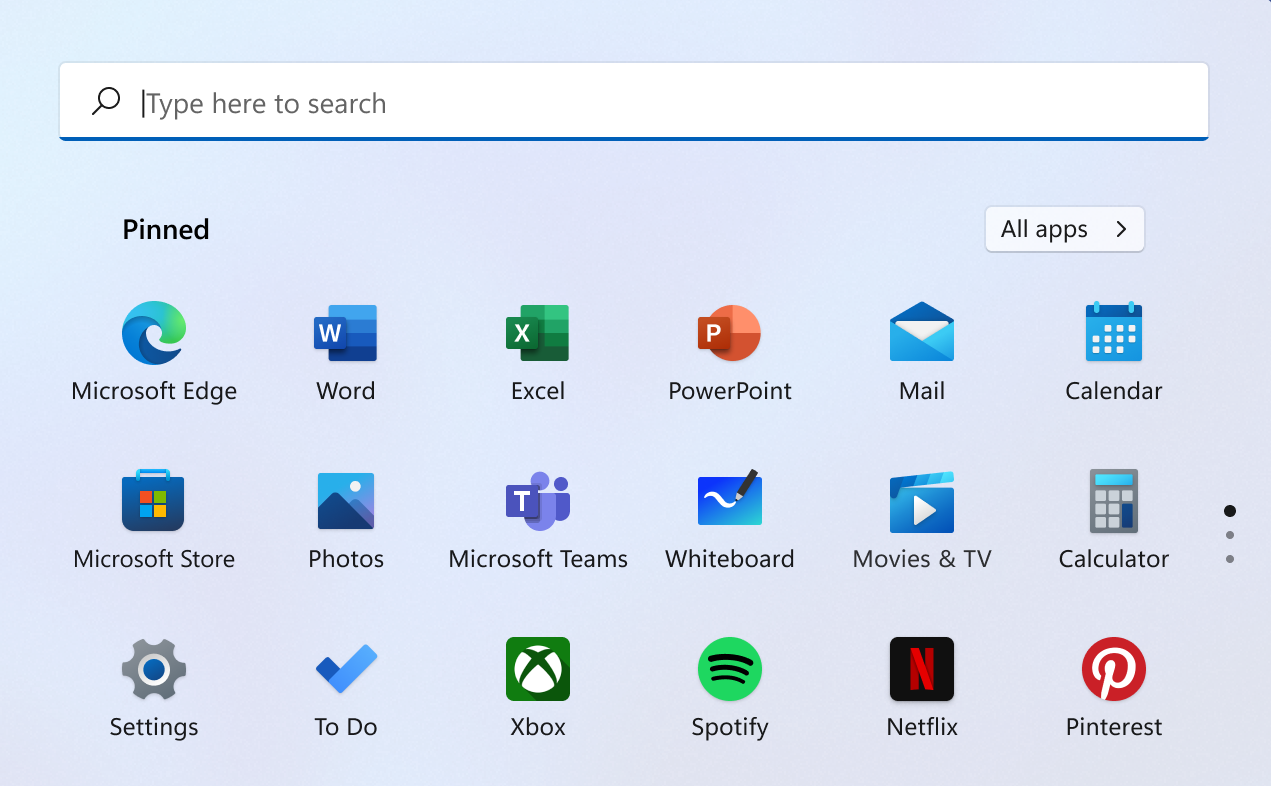 Type here to search
Pinned
All apps
W
X
P
Microsoft Edge
Word
Excel
PowerPoint
Mail
Calendar
T
Microsoft Store
Photos
Microsoft Teams
Whiteboard
Movies & TV
Calculator
N
Settings
To Do
Xbox
Spotify
Netflix
Pinterest